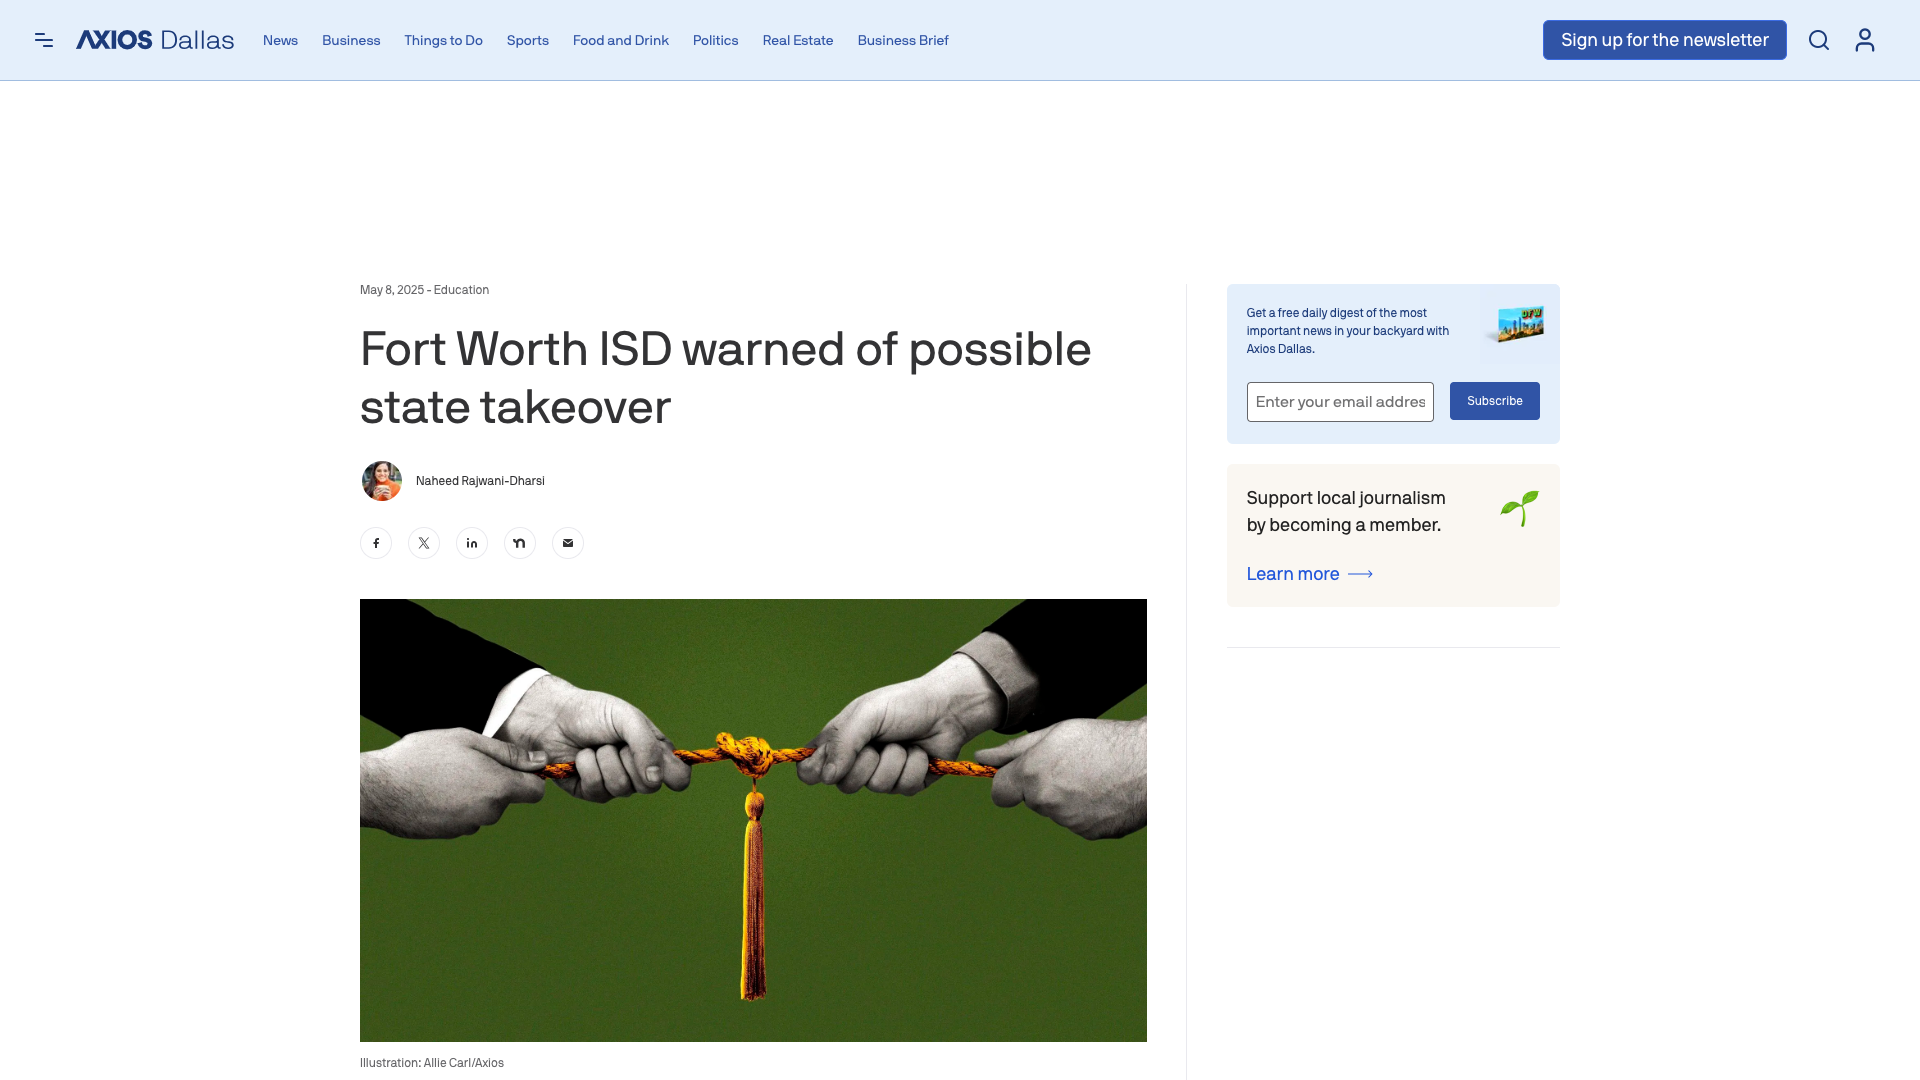 AXIOS Dallas
News
Business
Things to Do
Sports
Food and Drink
Politics
Real Estate
Business Brief
Sign up for the newsletter
May 8, 2025 - Education
Fort Worth ISD warned of possible
state takeover
Naheed Rajwani-Dharsi
Illustration: Allie Carl/Axios
Get a free daily digest of the most
important news in your backyard with
Axios Dallas.
DFW
Enter your email addres
Subscribe
Support local journalism
by becoming a member.
Learn more